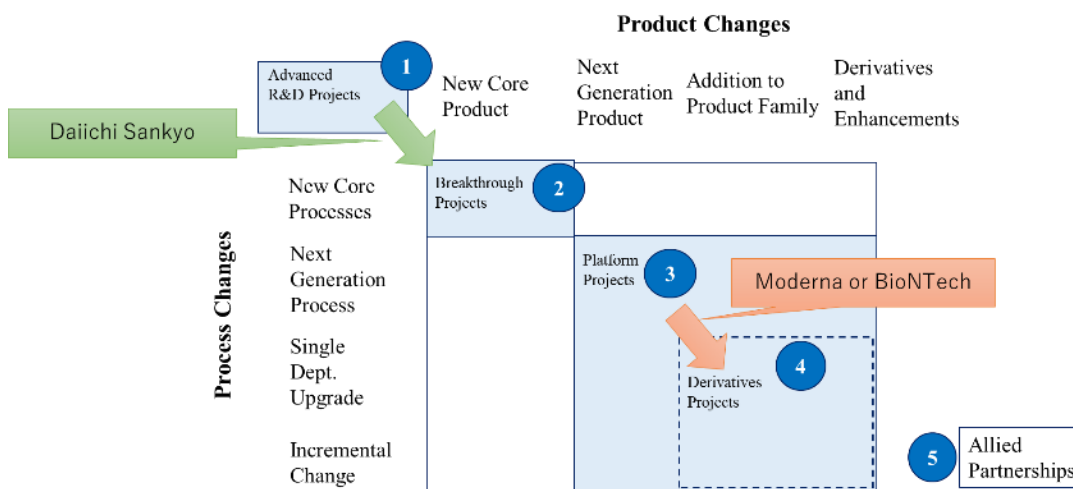 Product Changes
Advanced
R&D Projects
1
New Core
Product
Next
Generation
Product
Addition to
Product Family
Derivatives
and
Enhancements
Daiichi Sankyo
Process Changes
New Core
Processes
Breakthrough
Projects
2
Next
Generation
Process
Platform
Projects
3
Moderna or BioNTech
Single
Dept.
Upgrade
Derivatives
Projects
4
Incremental
Change
5
Allied
Partnerships